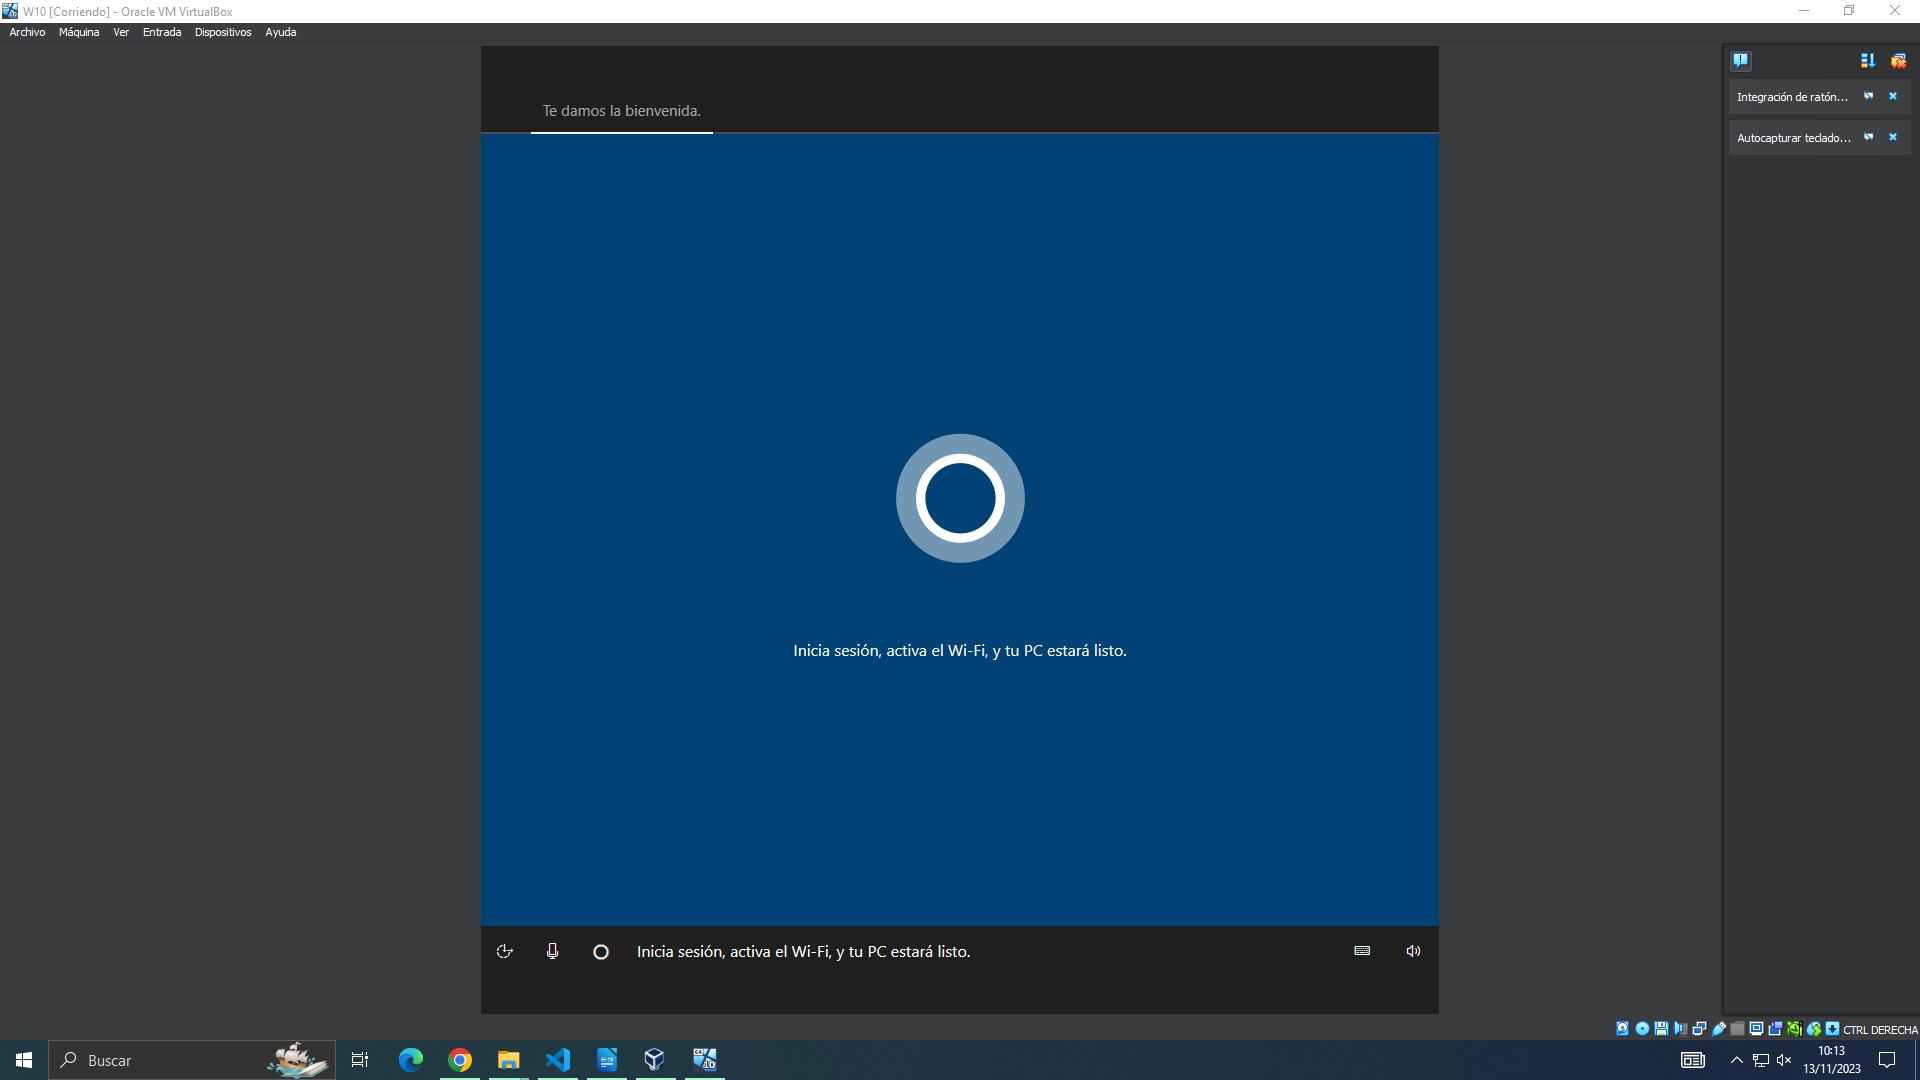 W10 [Corriendo] - Oracle VM VirtualBox
Archivo Máquina Ver Entrada Dispositivos Ayuda
Te damos la bienvenida.
Integración de ratón...
Autocapturar teclado...
Inicia sesión, activa el Wi-Fi, y tu PC estará listo.
Inicia sesión, activa el Wi-Fi, y tu PC estará listo.
CTRL DERECHA
Buscar
64
10
10:13
13/11/2023